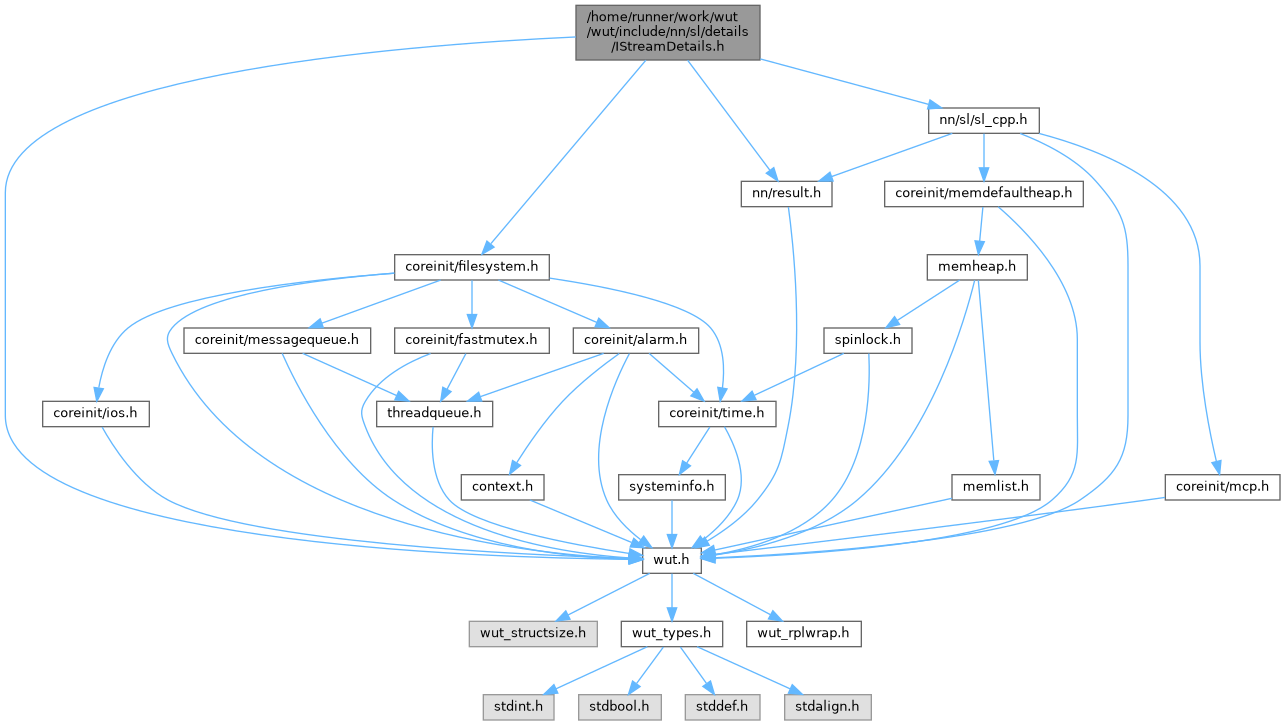 /home/runner/work/wut
/wut/include/nn/sl/details
/IStreamDetails.h
nn/sl/sl_cpp.h
nn/result.h
coreinit/memdefaultheap.h
coreinit/filesystem.h
memheap.h
coreinit/messagequeue.h
coreinit/fastmutex.h
coreinit/alarm.h
spinlock.h
coreinit/ios.h
threadqueue.h
coreinit/time.h
context.h
systeminfo.h
memlist.h
coreinit/mcp.h
wut.h
wut_structsize.h
wut_types.h
wut_rplwrap.h
stdint.h
stdbool.h
stddef.h
stdalign.h